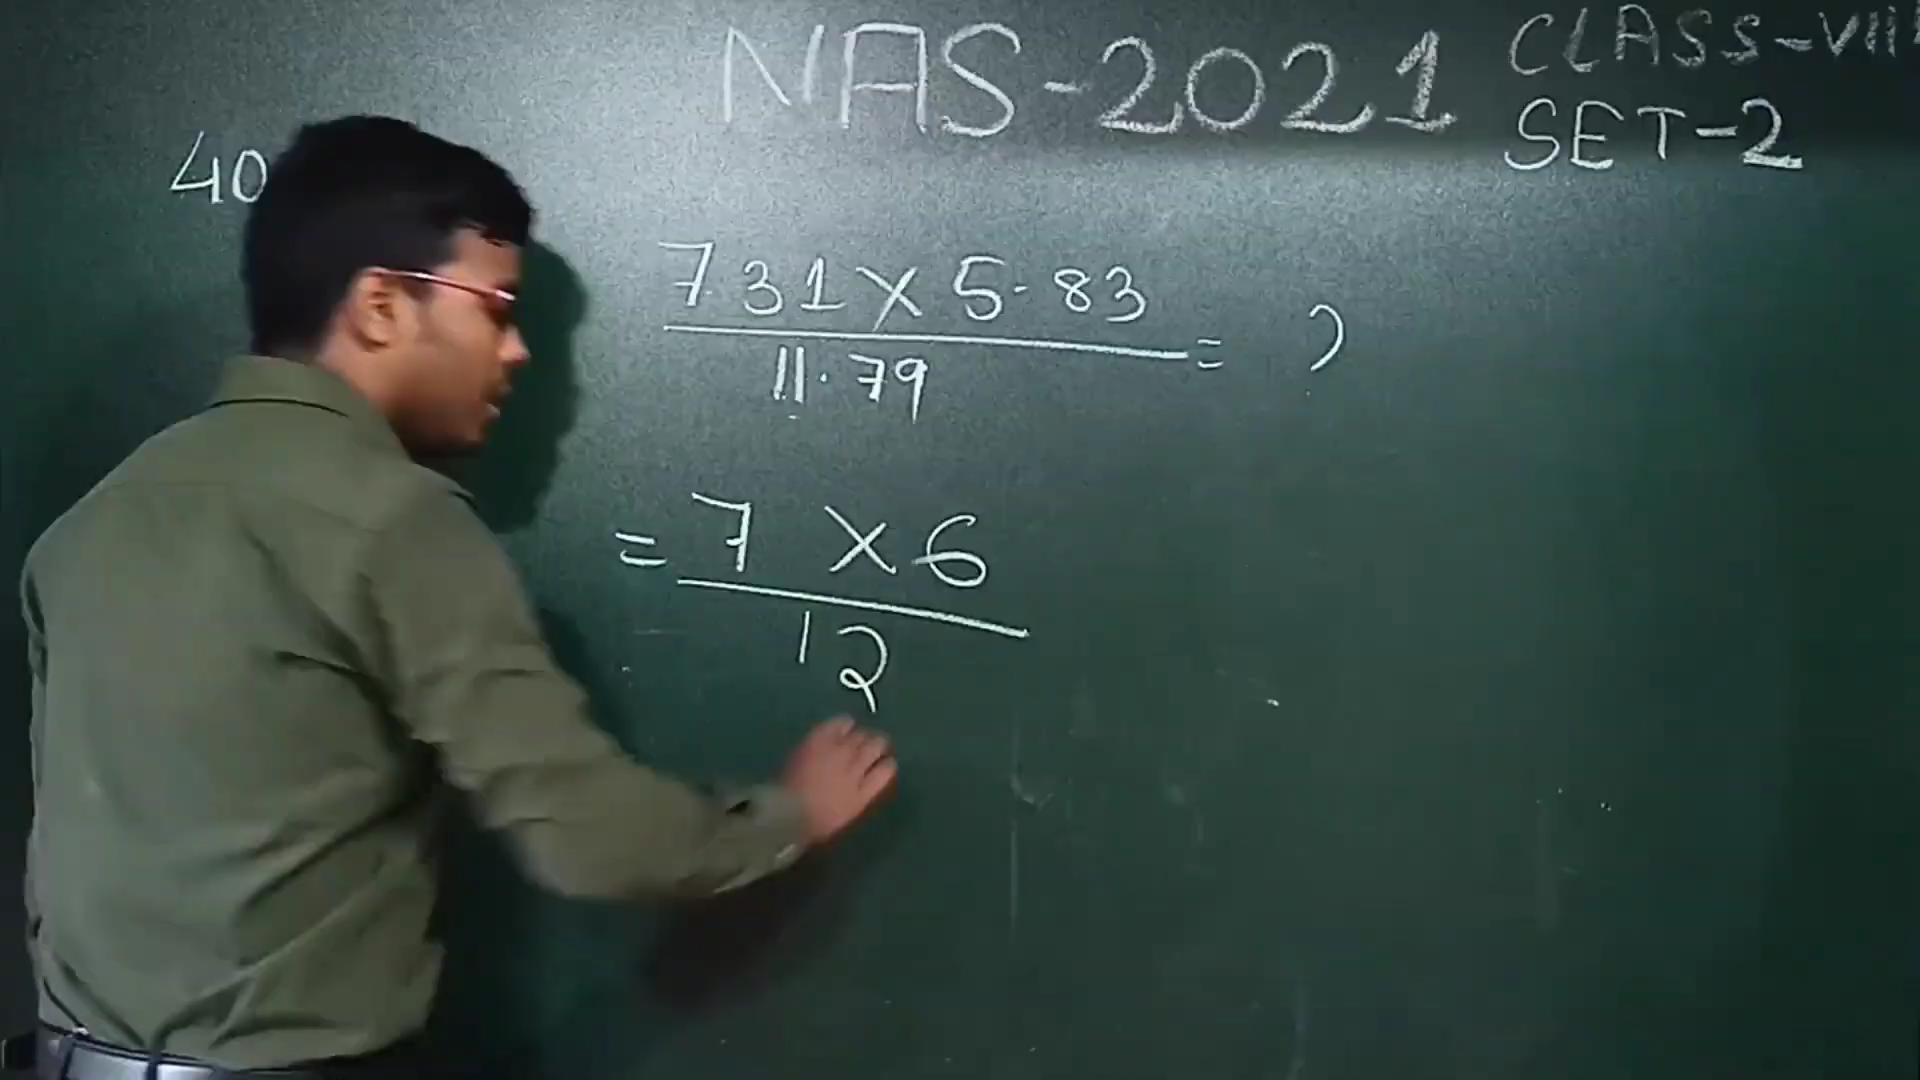 NAS-2021
CLASS-VIII
SET-2
40
7.31 X 5.83
11.79
= ?
= 7 X 6
12